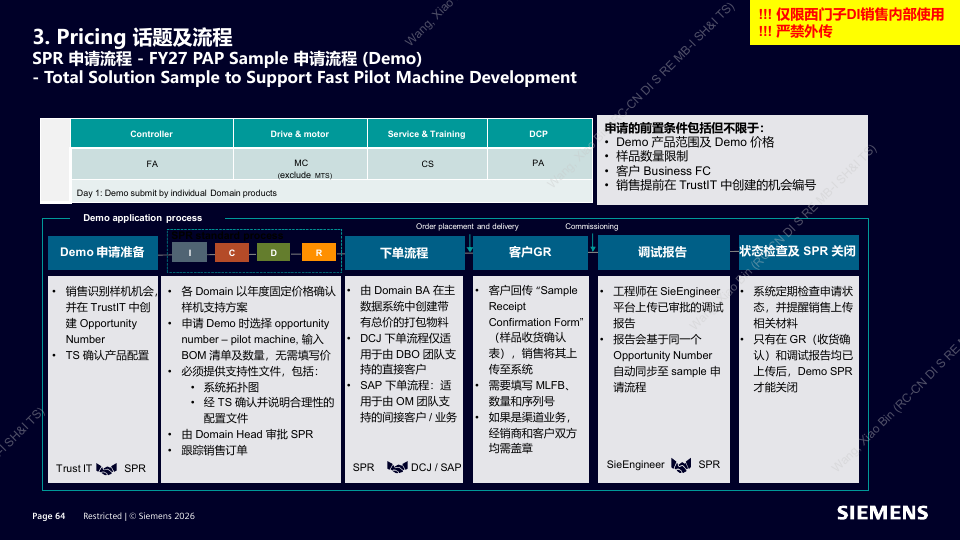 !!! 仅限西门子DI销售内部使用
!!! 严禁外传
3. Pricing 话题及流程
SPR 申请流程 - FY27 PAP Sample 申请流程 (Demo)
- Total Solution Sample to Support Fast Pilot Machine Development
Controller
Drive & motor
Service & Training
DCP
FA
MC
(exclude MTS)
CS
PA
Day 1: Demo submit by individual Domain products
申请的前置条件包括但不限于:
• Demo 产品范围及 Demo 价格
• 样品数量限制
• 客户 Business FC
• 销售提前在 TrustIT 中创建的机会编号
Demo application process
Order placement and delivery
Commissioning
Demo 申请准备
I
C
D
R
下单流程
客户GR
调试报告
状态检查及 SPR 关闭
• 销售识别样机机会,
并在 TrustIT 中创
建 Opportunity
Number
• TS 确认产品配置
Trust IT
SPR
• 各 Domain 以年度固定价格确认
样机支持方案
• 申请 Demo 时选择 opportunity
number – pilot machine, 输入
BOM 清单及数量，无需填写价
• 必须提供支持性文件，包括：
• 系统拓扑图
• 经 TS 确认并说明合理性的
配置文件
• 由 Domain Head 审批 SPR
• 跟踪销售订单
• 由 Domain BA 在主
数据系统中创建带
有总价的打包物料
• DCJ 下单流程仅适
用于由 DBO 团队支
持的直接客户
• SAP 下单流程：适
用于由 OM 团队支
持的间接客户 / 业务
SPR
DCJ / SAP
• 客户回传 “Sample
Receipt
Confirmation Form”
（样品收货确认
表），销售将其上
传至系统
• 需要填写 MLFB、
数量和序列号
• 如果是渠道业务，
经销商和客户双方
均需盖章
• 工程师在 SieEngineer
平台上传已审批的调试
报告
• 报告会基于同一个
Opportunity Number
自动同步至 sample 申
请流程
SieEngineer
SPR
• 系统定期检查申请状
态，并提醒销售上传
相关材料
• 只有在 GR（收货确
认）和调试报告均已
上传后，Demo SPR
才能关闭
Page 64
Restricted | © Siemens 2026
SIEMENS
Wang, Xiao Bin (RC-CN DI S RE MB-I SH&I TS)